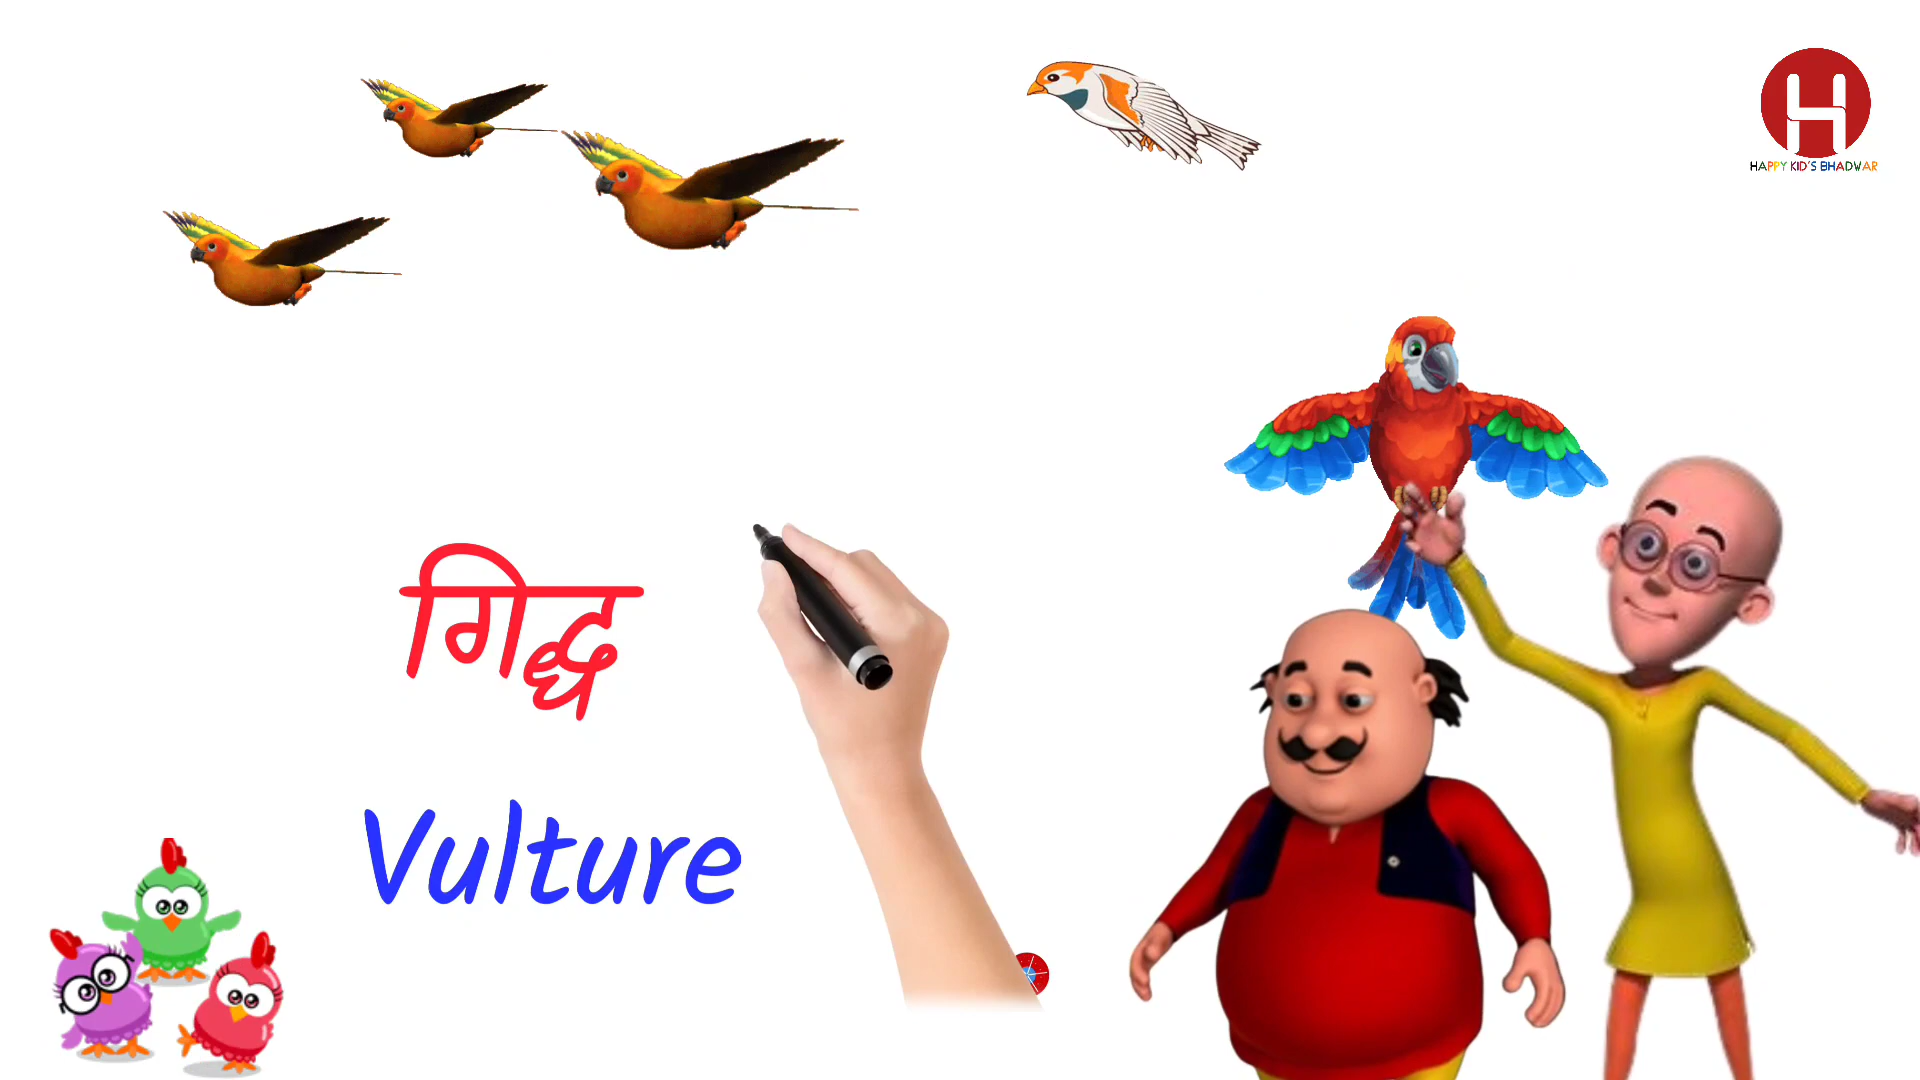 HAPPY KID'S BHADWAR
गिद्ध
Vulture